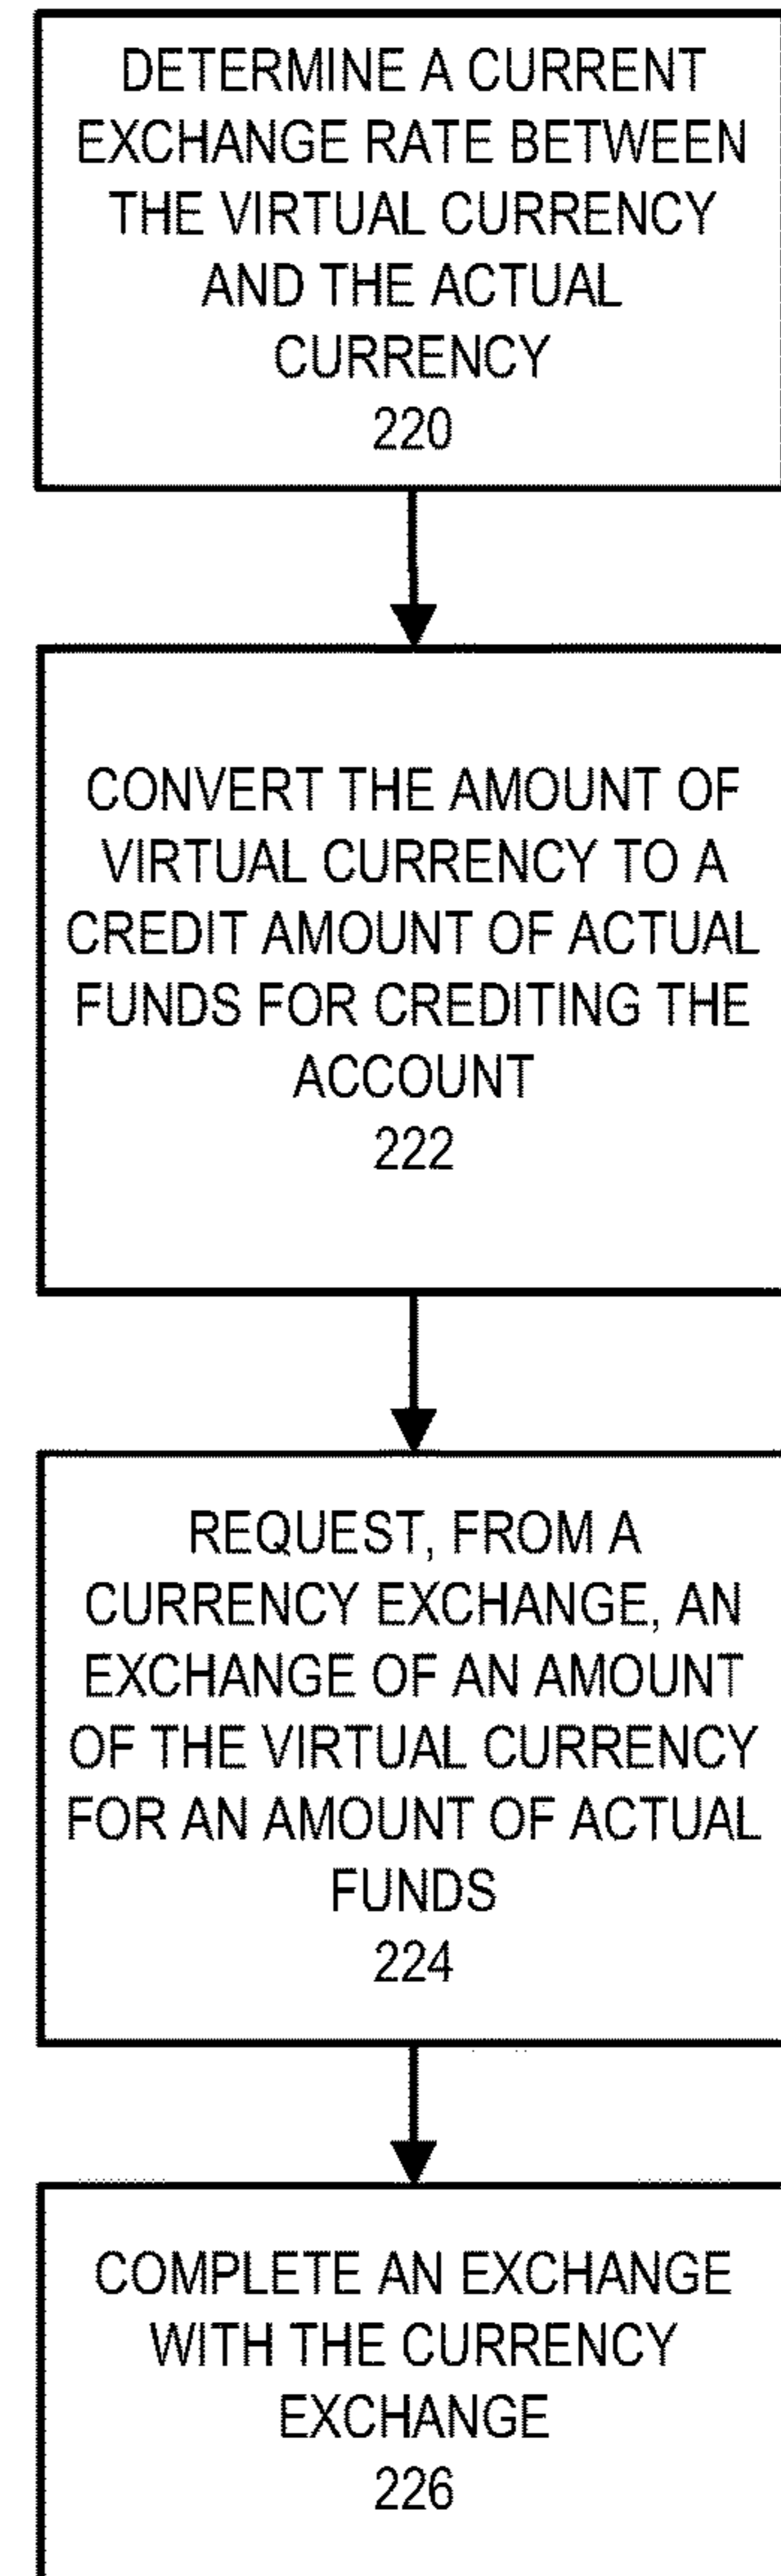 DETERMINE A CURRENT
EXCHANGE RATE BETWEEN
THE VIRTUAL CURRENCY
AND THE ACTUAL
CURRENCY
220
CONVERT THE AMOUNT OF
VIRTUAL CURRENCY TO A
CREDIT AMOUNT OF ACTUAL
FUNDS FOR CREDITING THE
ACCOUNT
222
REQUEST, FROM A
CURRENCY EXCHANGE, AN
EXCHANGE OF AN AMOUNT
OF THE VIRTUAL CURRENCY
FOR AN AMOUNT OF ACTUAL
FUNDS
224
COMPLETE AN EXCHANGE
WITH THE CURRENCY
EXCHANGE
226